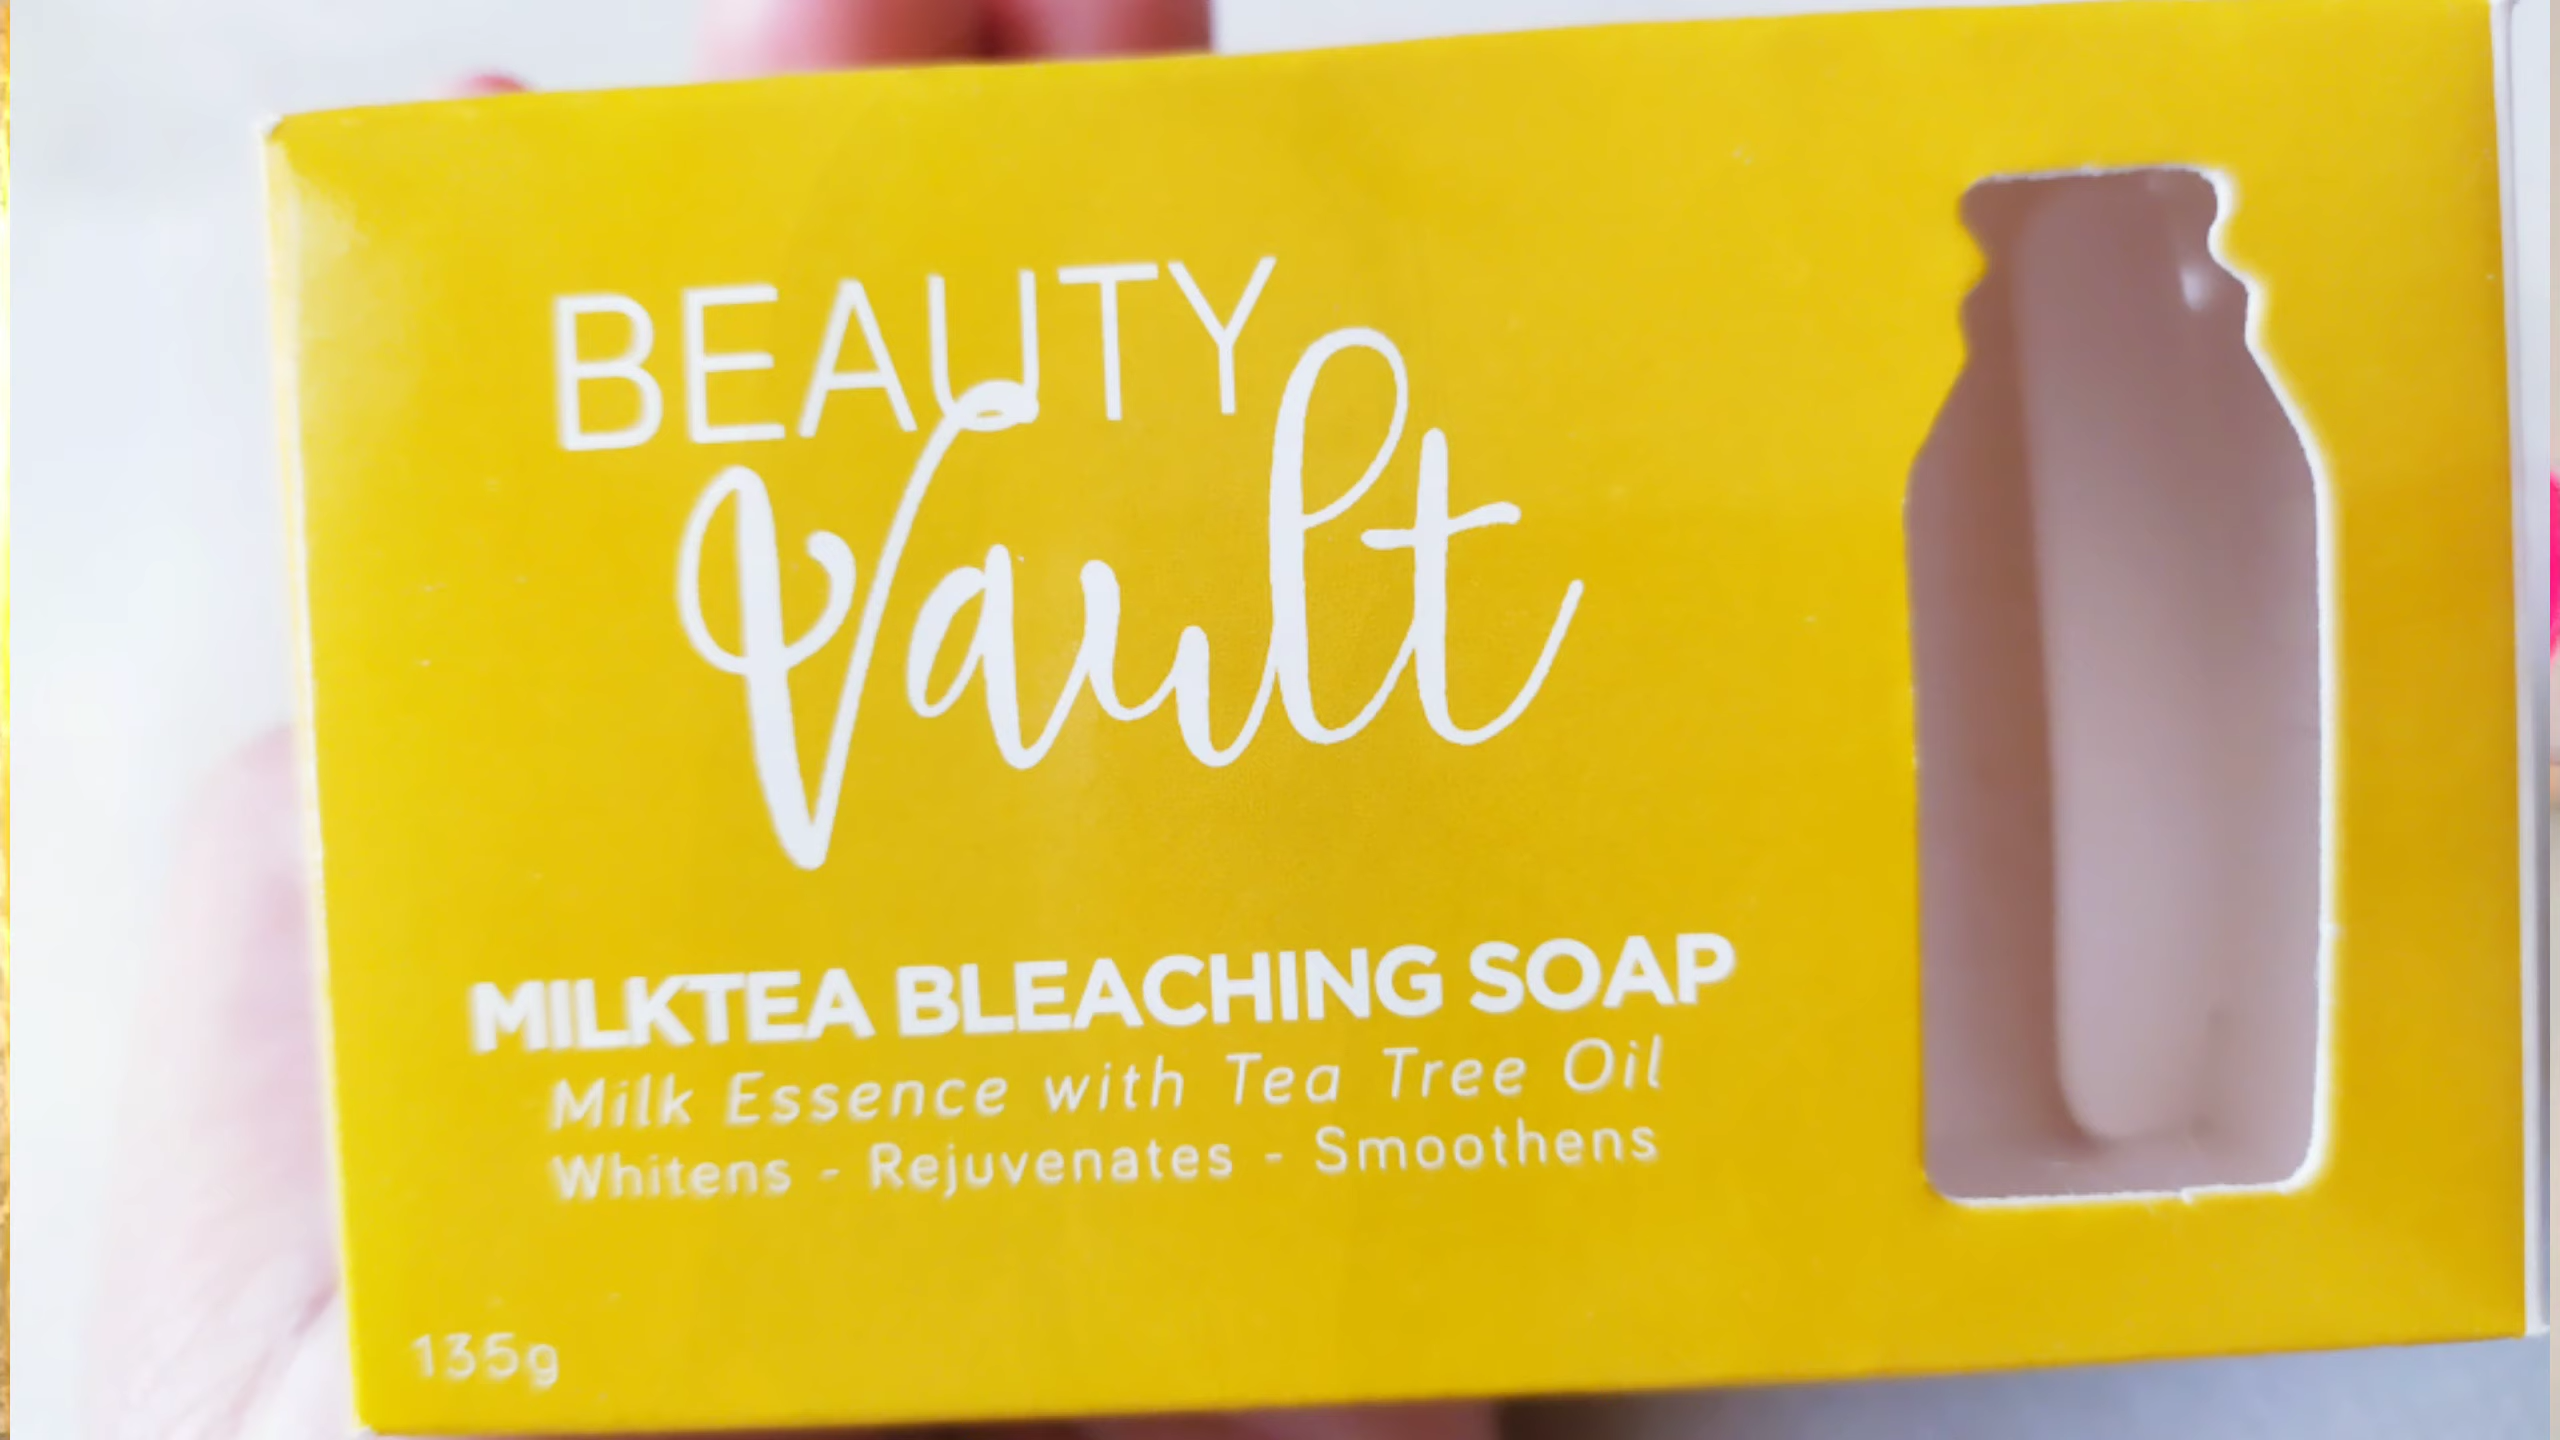 BEAUTY
Vault
MILKTEA BLEACHING SOAP
Milk Essence with Tea Tree Oil
Whitens - Rejuvenates - Smoothens
135g